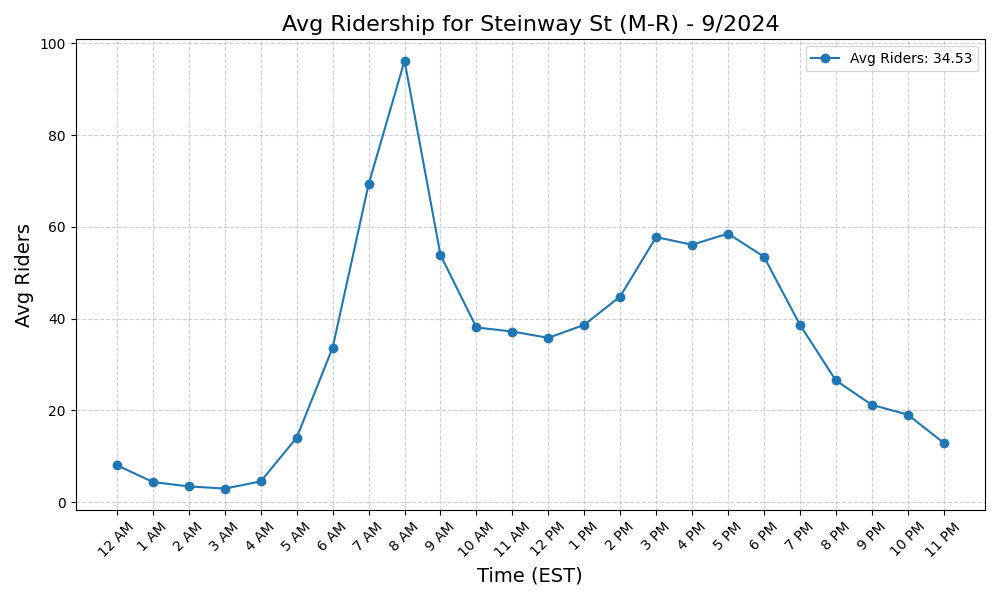 Avg Ridership for Steinway St (M-R) - 9/2024
Avg Riders: 34.53
Avg Riders
100
80
60
40
20
0
12 AM
1 AM
2 AM
3 AM
4 AM
5 AM
6 AM
7 AM
8 AM
9 AM
10 AM
11 AM
12 PM
1 PM
2 PM
3 PM
4 PM
5 PM
6 PM
7 PM
8 PM
9 PM
10 PM
11 PM
Time (EST)